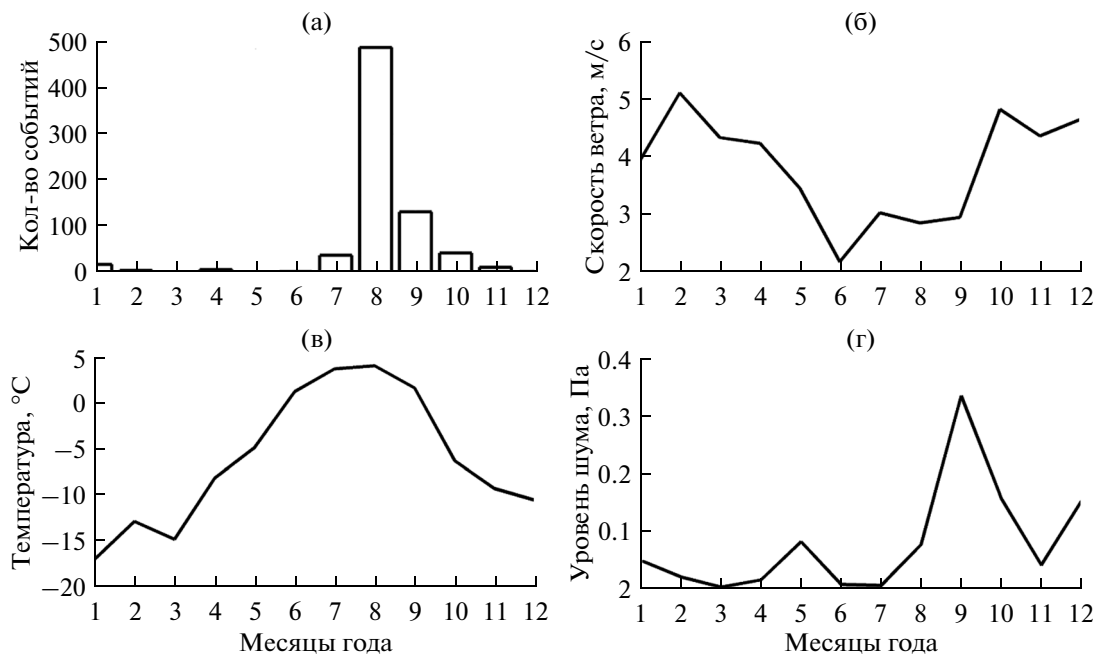 (а)
Кол-во событий
500
400
300
200
100
0
1 2 3 4 5 6 7 8 9 10 11 12
(б)
Скорость ветра, м/с
6
5
4
3
2
1 2 3 4 5 6 7 8 9 10 11 12
(в)
Температура, °C
5
0
−5
−10
−15
−20
1 2 3 4 5 6 7 8 9 10 11 12
Месяцы года
(г)
Уровень шума, Па
0.4
0.3
0.2
0.1
2
1 2 3 4 5 6 7 8 9 10 11 12
Месяцы года